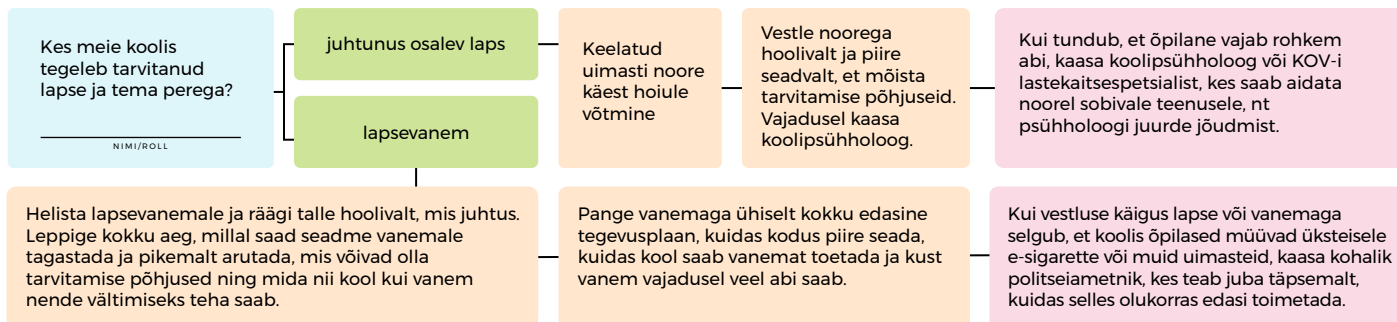 Kes meie koolis
tegeleb tarvitanud
lapse ja tema perega?
NIMI/ROLL
juhtunus osalev laps
lapsevanem
Keelatud
uimasti noore
käest hoiule
võtmine
Vestle noorega
hoolivalt ja piire
seadvalt, et mõista
tarvitamise põhjuseid.
Vajadusel kaasa
koolipsühholoog.
Kui tundub, et õpilane vajab rohkem
abi, kaasa koolipsühholoog või KOV-i
lastekaitsespetsialist, kes saab aidata
noorel sobivale teenusele, nt
psühholoogi juurde jõudmist.
Helista lapsevanemale ja räägi talle hoolivalt, mis juhtus.
Leppige kokku aeg, millal saad seadme vanemale
tagastada ja pikemalt arutada, mis võivad olla
tarvitamise põhjused ning mida nii kool kui vanem
nende vältimiseks teha saab.
Pange vanemaga ühiselt kokku edasine
tegevusplaan, kuidas kodus piire seada,
kuidas kool saab vanemat toetada ja kust
vanem vajadusel veel abi saab.
Kui vestluse käigus lapse või vanemaga
selgub, et koolis õpilased müüvad üksteisele
e-sigarette või muid uimasteid, kaasa kohalik
politseiametnik, kes teab juba täpsemalt,
kuidas selles olukorras edasi toimetada.